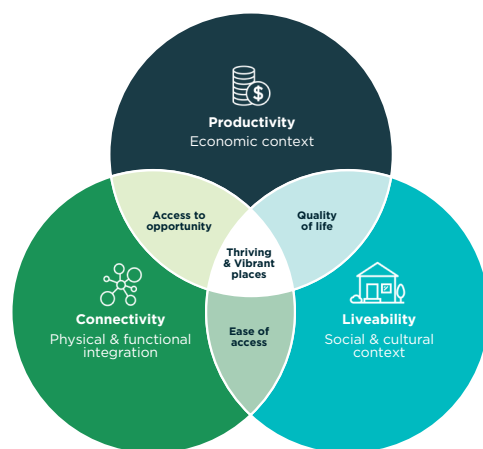 $
Productivity
Economic context
Access to
opportunity
Quality
of life
Thriving
& Vibrant
places
Connectivity
Physical & functional
integration
Ease of
access
Liveability
Social & cultural
context